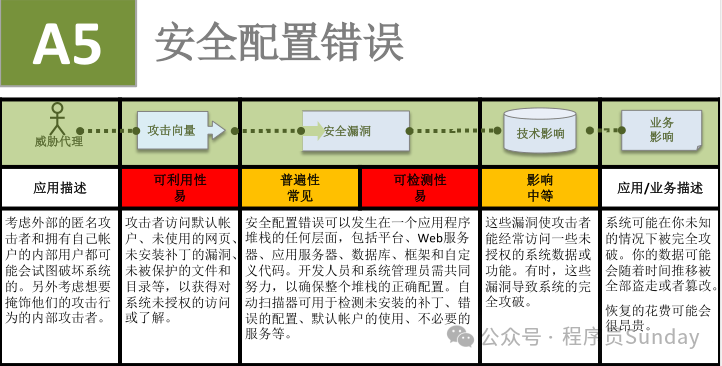 A5
安全配置错误
威胁代理
攻击向量
安全漏洞
技术影响
业务
影响
应用描述
可利用性
易
普遍性
常见
可检测性
易
影响
中等
应用/业务描述
考虑外部的匿名攻
击者和拥有自己帐
户的内部用户都可
能会试图破坏系统
的。另外考虑想要
掩饰他们的攻击行
为的内部攻击者。
攻击者访问默认帐
户、未使用的网页、
未安装补丁的漏洞、
未被保护的文件和
目录等，以获得对
系统未授权的访问
或了解。
安全配置错误可以发生在一个应用程序
堆栈的任何层面，包括平台、Web服务
器、应用服务器、数据库、框架和自定
义代码。开发人员和系统管理员需共同
努力，以确保整个堆栈的正确配置。自
动扫描器可用于检测未安装的补丁、错
误的配置、默认帐户的使用、不必要的
服务等。
这些漏洞使攻击者
能经常访问一些未
授权的系统数据或
功能。有时，这些
漏洞导致系统的完
全攻破。
系统可能在你未知
的情况下被完全攻
破。你的数据可能
会随着时间推移被
全部盗走或者篡改。
恢复的花费可能会
很昂贵。
公众号 · 程序员Sunday